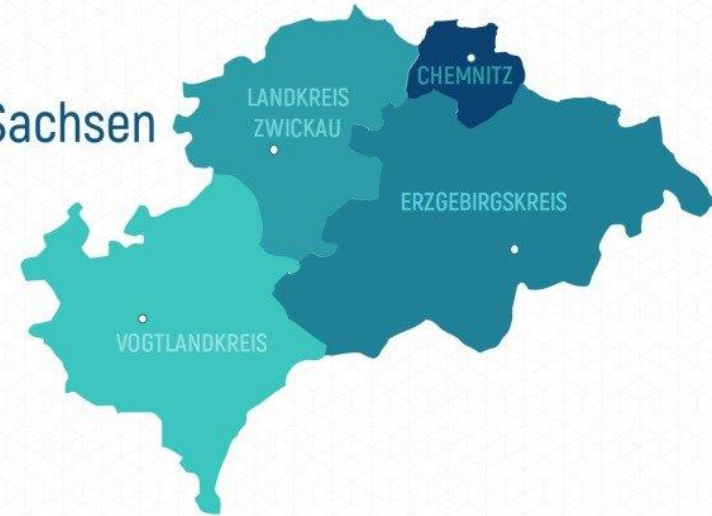 Sachsen
CHEMNITZ
LANDKREIS
ZWICKAU
ERZGEBIRGSKREIS
VOGTLANDKREIS